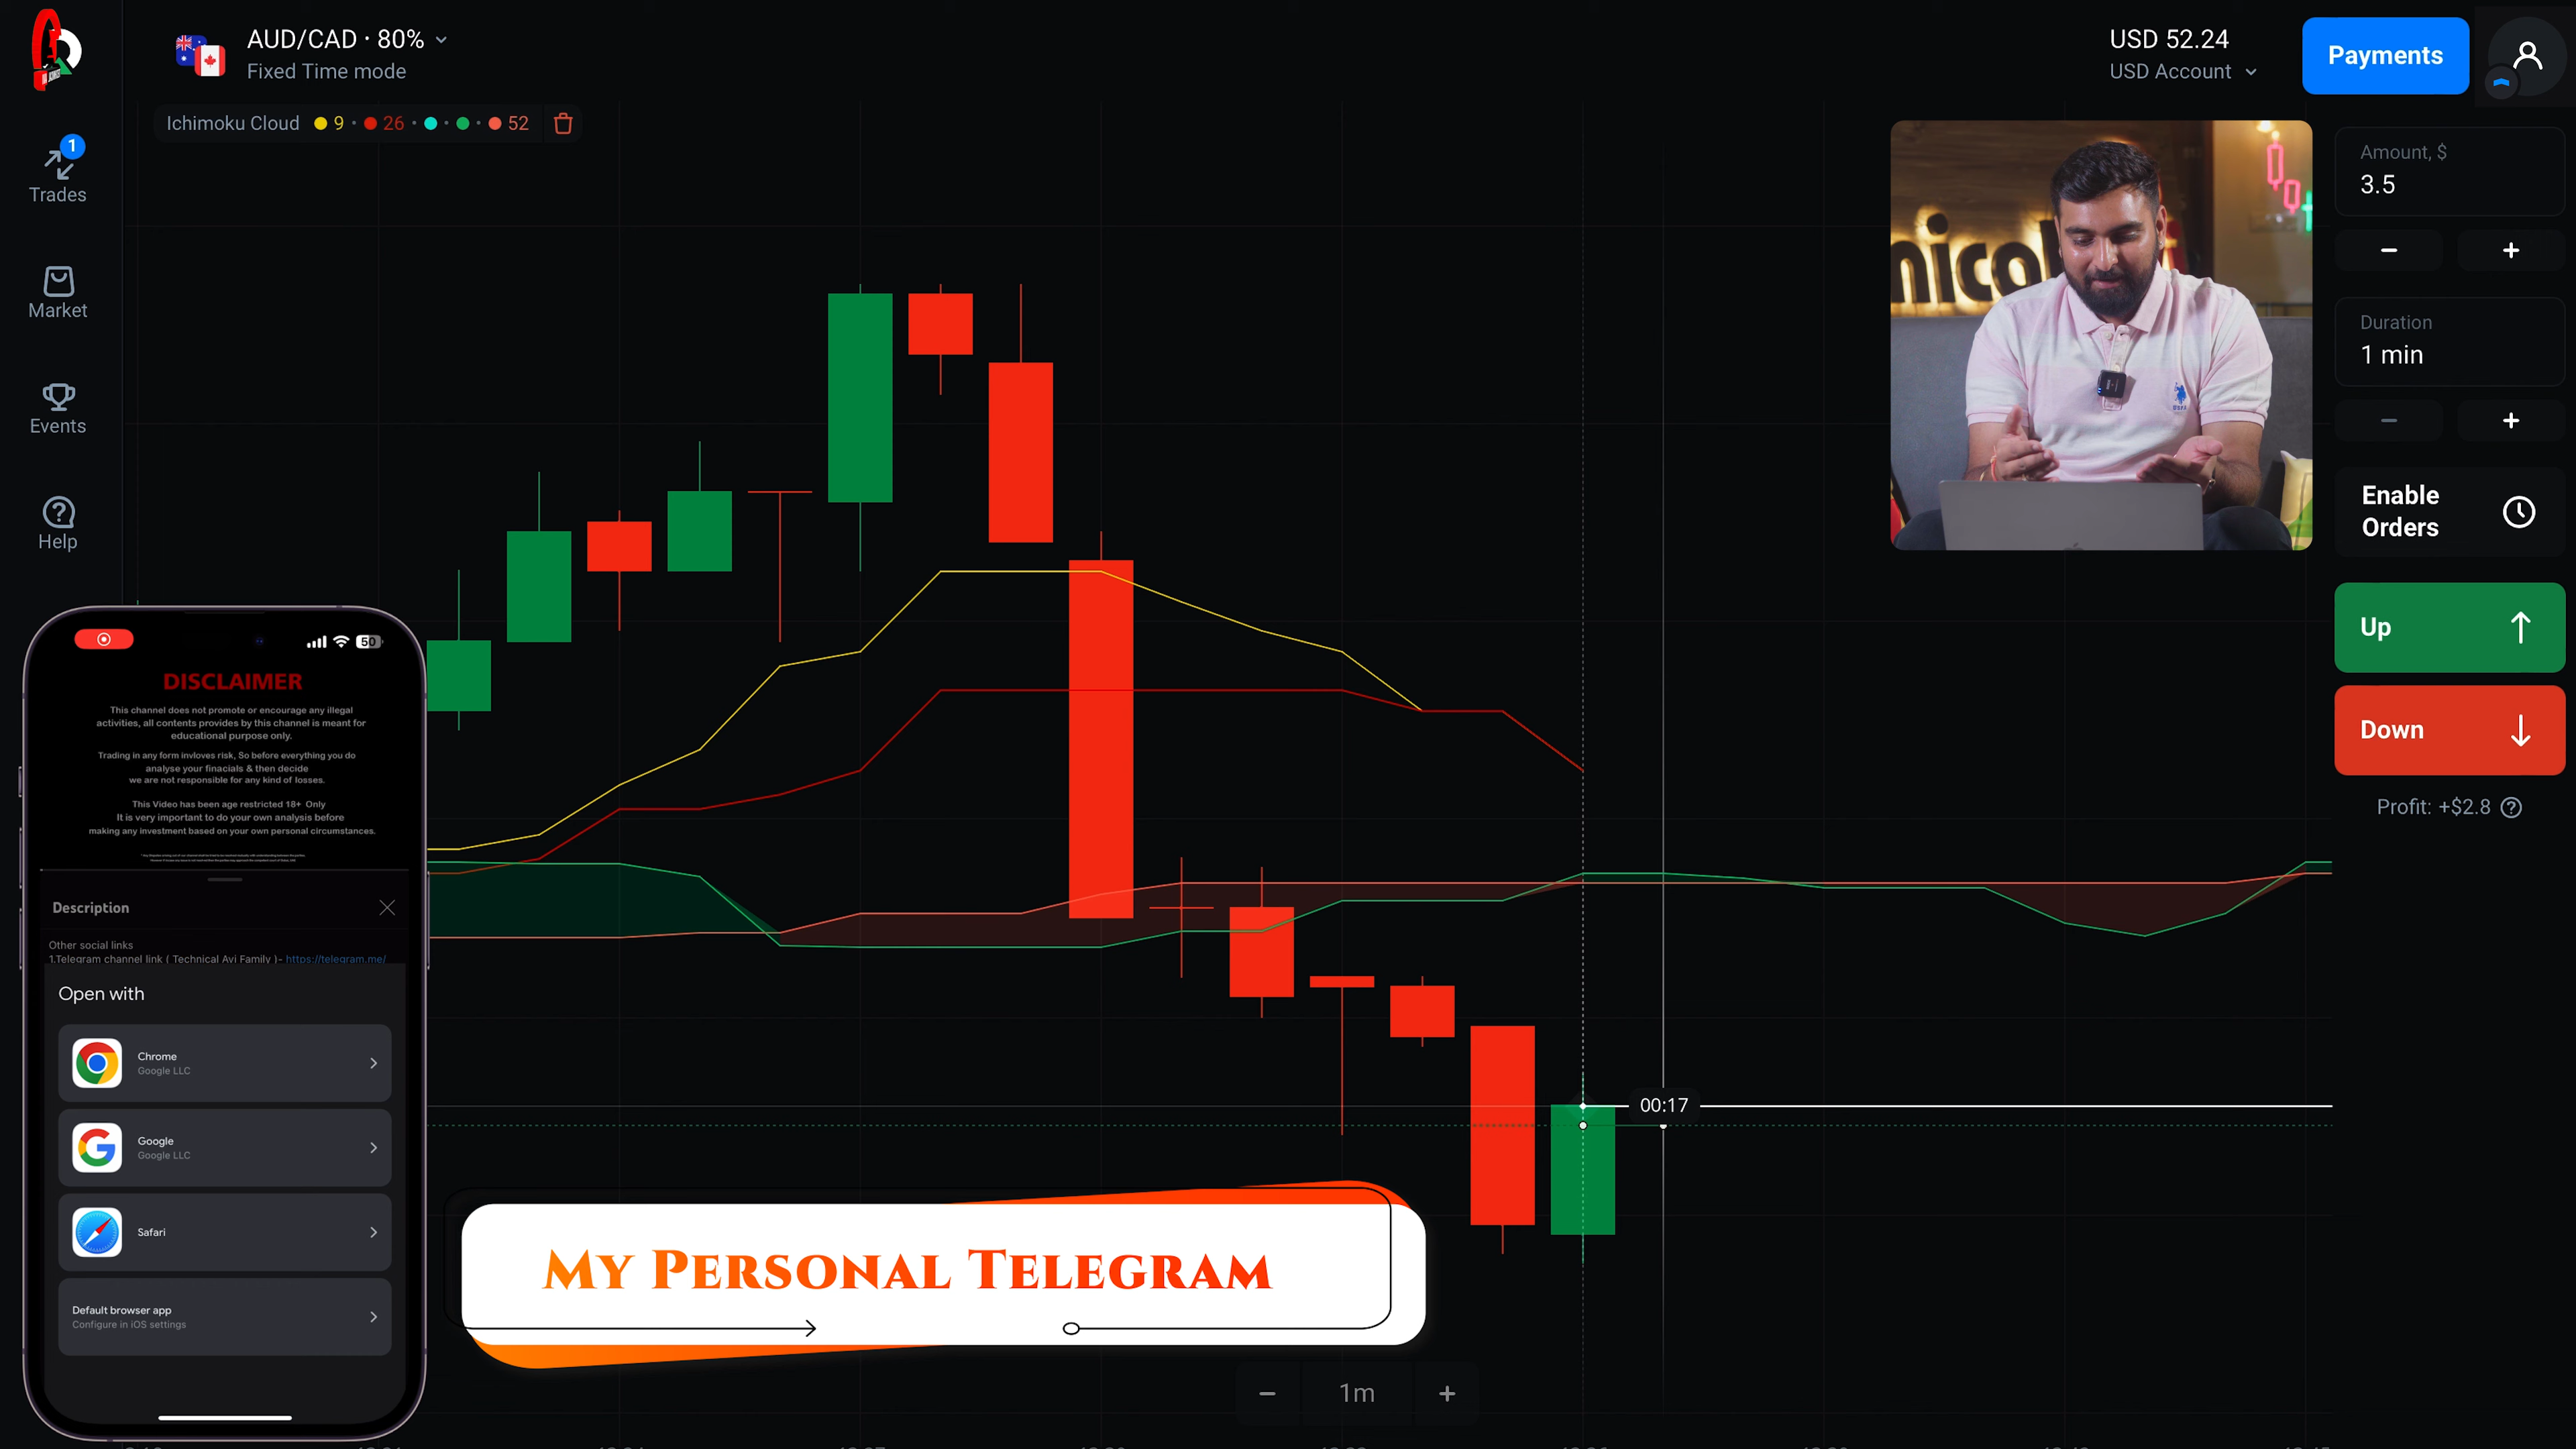 AUD/CAD · 80%
Fixed Time mode
USD 52.24
USD Account
Payments
Ichimoku Cloud 9 · 26 · · · 52
1
Trades
Market
Events
Help
nicol
Amount, $
3.5
Duration
1 min
Enable
Orders
Up
Down
Profit: +$2.8
50
DISCLAIMER
This channel does not promote or encourage any illegal
activities, all contents provides by this channel is meant for
educational purpose only.
Trading in any form invloves risk, So before everything you do
analyse your finacials & then decide
we are not responsible for any kind of losses.
This Video has been age restricted 18+ Only
It is very important to do your own analysis before
making any investment based on your own personal circumstances.
Description
Other social links
1.Telegram channel link ( Technical Avi Family )- https://telegram.me/
Open with
Chrome
Google LLC
Google
Google LLC
Safari
Default browser app
Configure in iOS settings
00:17
My Personal Telegram
1m